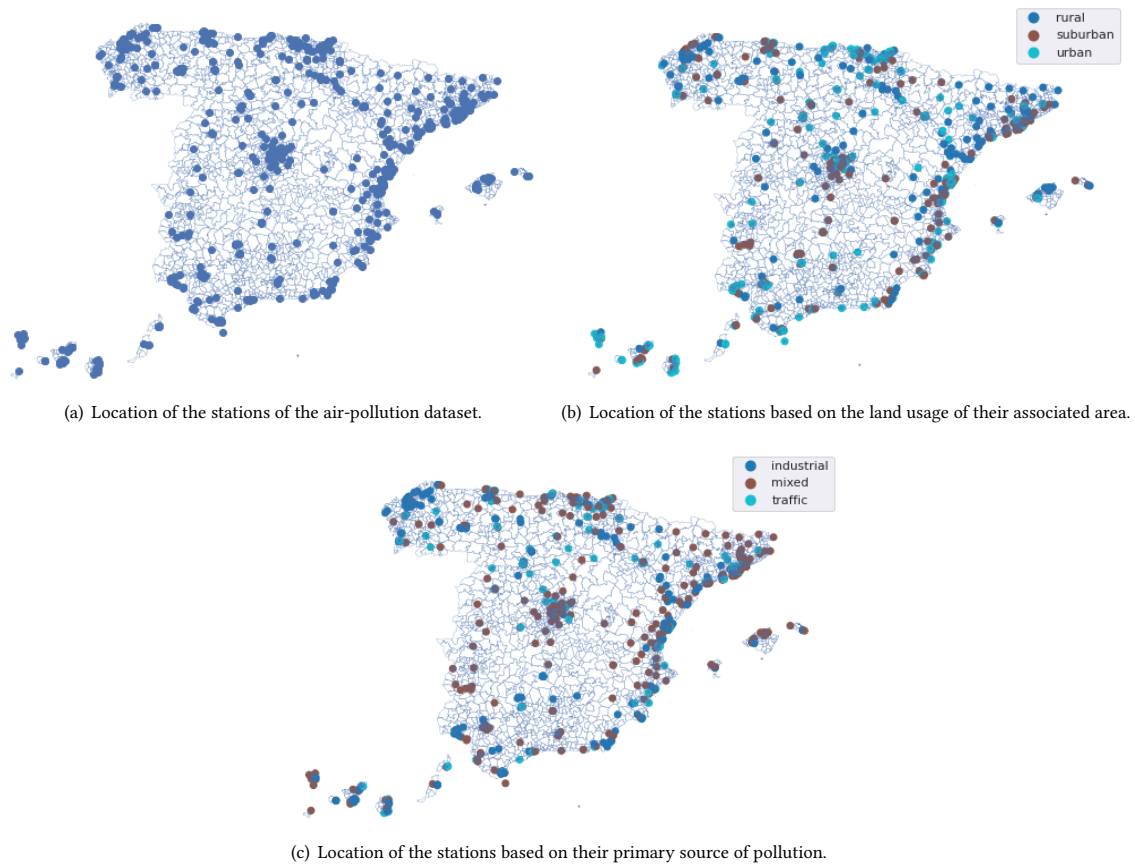 rural
suburban
urban
(a) Location of the stations of the air-pollution dataset.
(b) Location of the stations based on the land usage of their associated area.
industrial
mixed
traffic
(c) Location of the stations based on their primary source of pollution.